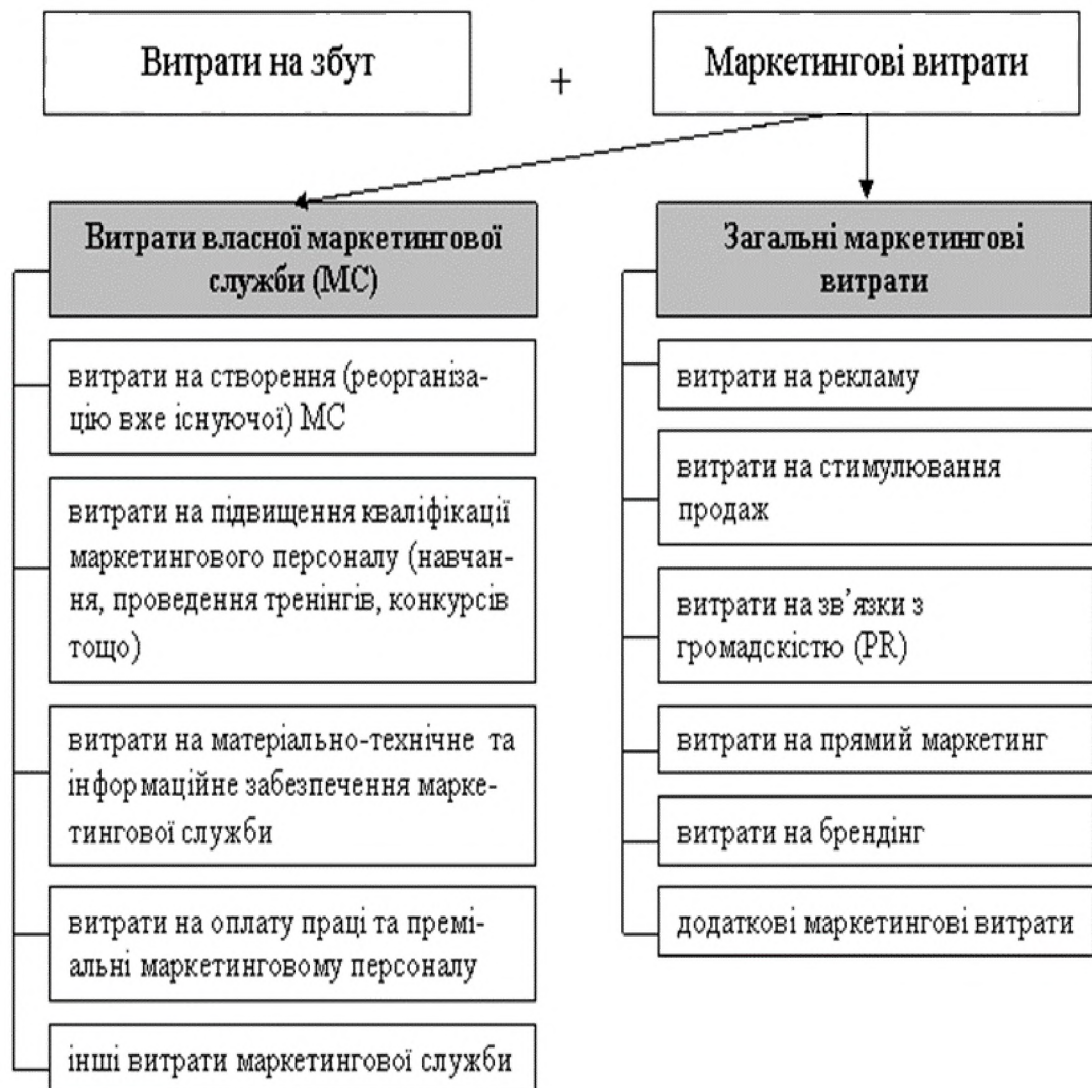 Витрати на збут
+
Маркетингові витрати
Витрати власної маркетингової
служби (МС)
витрати на створення (реорганіза-
цію вже існуючої) МС
витрати на підвищення кваліфікації
маркетингового персоналу (навчан-
ня, проведення тренінгів, конкурсів
тощо)
витрати на матеріально-технічне та
інформаційне забезпечення марке-
тингової служби
витрати на оплату праці та премі-
альні маркетинговому персоналу
інші витрати маркетингової служби
Загальні маркетингові
витрати
витрати на рекламу
витрати на стимулювання
продаж
витрати на зв’язки з
громадскістю (PR)
витрати на прямий маркетинг
витрати на брендінг
додаткові маркетингові витрати